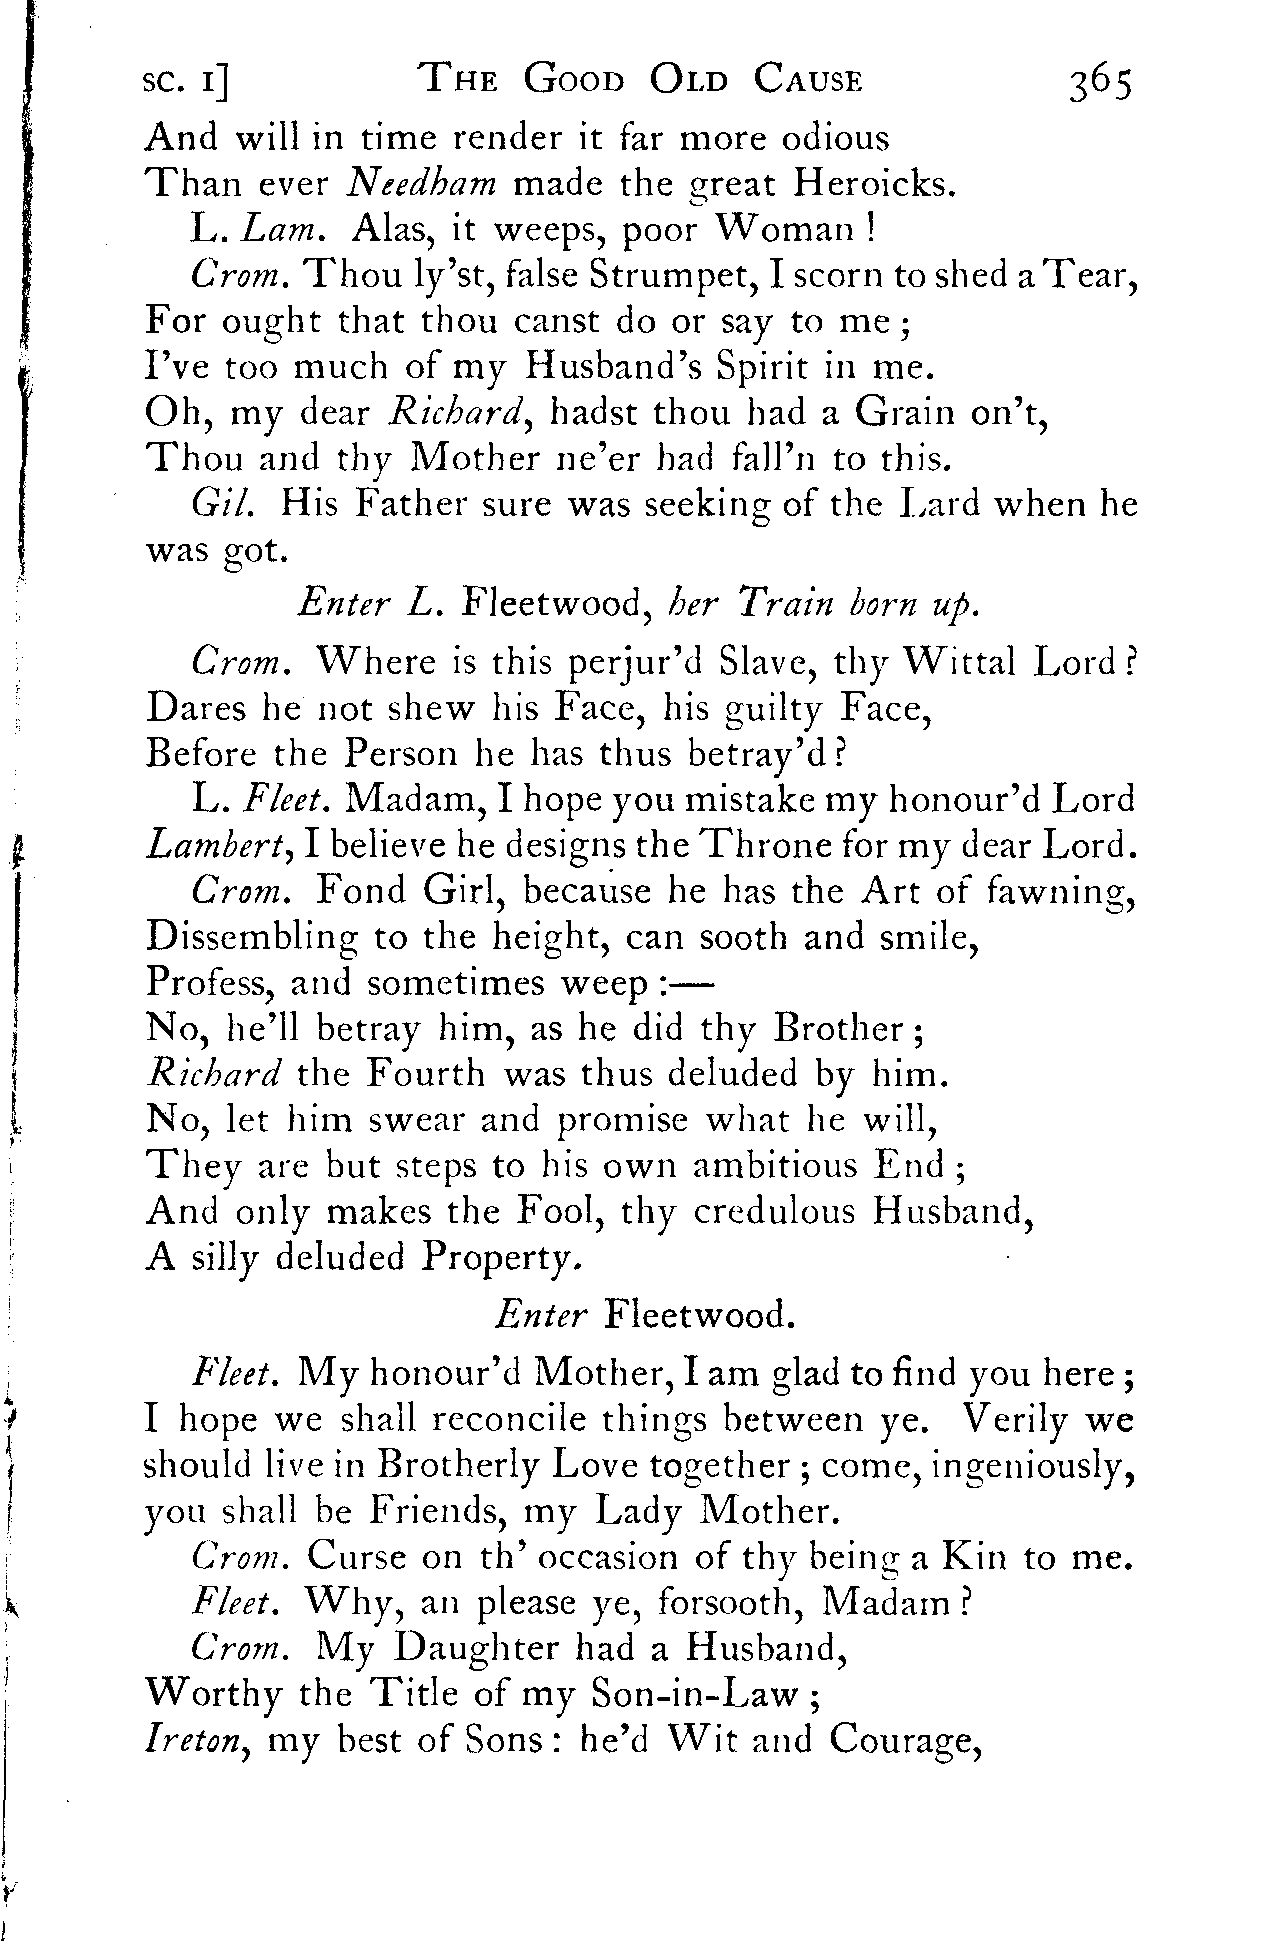 SC. I] THE GOOD OLD CAUSE 365
And will in time render it far more odious
Than ever Needham made the great Heroicks.
L. Lam. Alas, it weeps, poor Woman !
Crom. Thou ly'st, false Strumpet, I scorn to shed a Tear,
For ought that thou canst do or say to me ;
I've too much of my Husband's Spirit in me.
Oh, my dear Richard, hadst thou had a Grain on't,
Thou and thy Mother ne'er had fall'n to this.
Gil. His Father sure was seeking of the Lard when he
was got.
Enter L. Fleetwood, her Train born up.
Crom. Where is this perjur'd Slave, thy Wittal Lord ?
Dares he not shew his Face, his guilty Face,
Before the Person he has thus betray'd ?
L. Fleet. Madam, I hope you mistake my honour'd Lord
Lambert, I believe he designs the Throne for my dear Lord.
Crom. Fond Girl, because he has the Art of fawning,
Dissembling to the height, can sooth and smile,
Profess, and sometimes weep :—
No, he'll betray him, as he did thy Brother ;
Richard the Fourth was thus deluded by him.
No, let him swear and promise what he will,
They are but steps to his own ambitious End ;
And only makes the Fool, thy credulous Husband,
A silly deluded Property.
Enter Fleetwood.
Fleet. My honour'd Mother, I am glad to find you here ;
I hope we shall reconcile things between ye. Verily we
should live in Brotherly Love together ; come, ingeniously,
you shall be Friends, my Lady Mother.
Crom. Curse on th' occasion of thy being a Kin to me.
Fleet. Why, an please ye, forsooth, Madam ?
Crom. My Daughter had a Husband,
Worthy the Title of my Son-in-Law ;
Ireton, my best of Sons : he'd Wit and Courage,